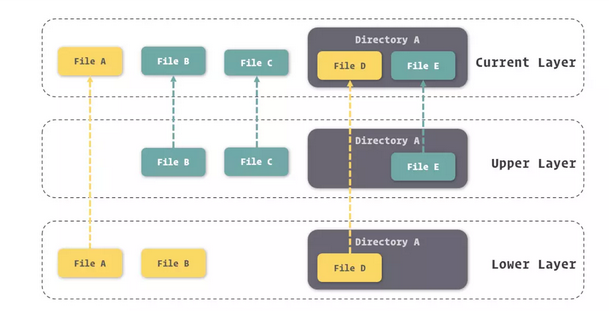 Directory A
File A
File B
File C
File D
File E
Current Layer
Directory A
File B
File C
File E
Upper Layer
Directory A
File A
File B
File D
Lower Layer